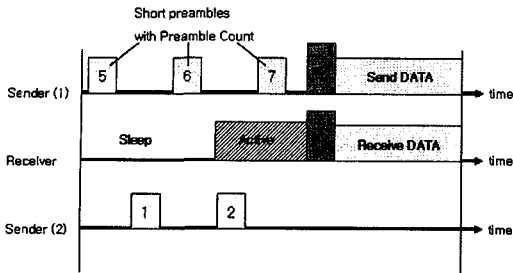 Short preambles
with Preamble Count
5
6
7
Send DATA
Sender (1)
time
Sleep
Active
Receive DATA
Receiver
time
1
2
Sender (2)
time